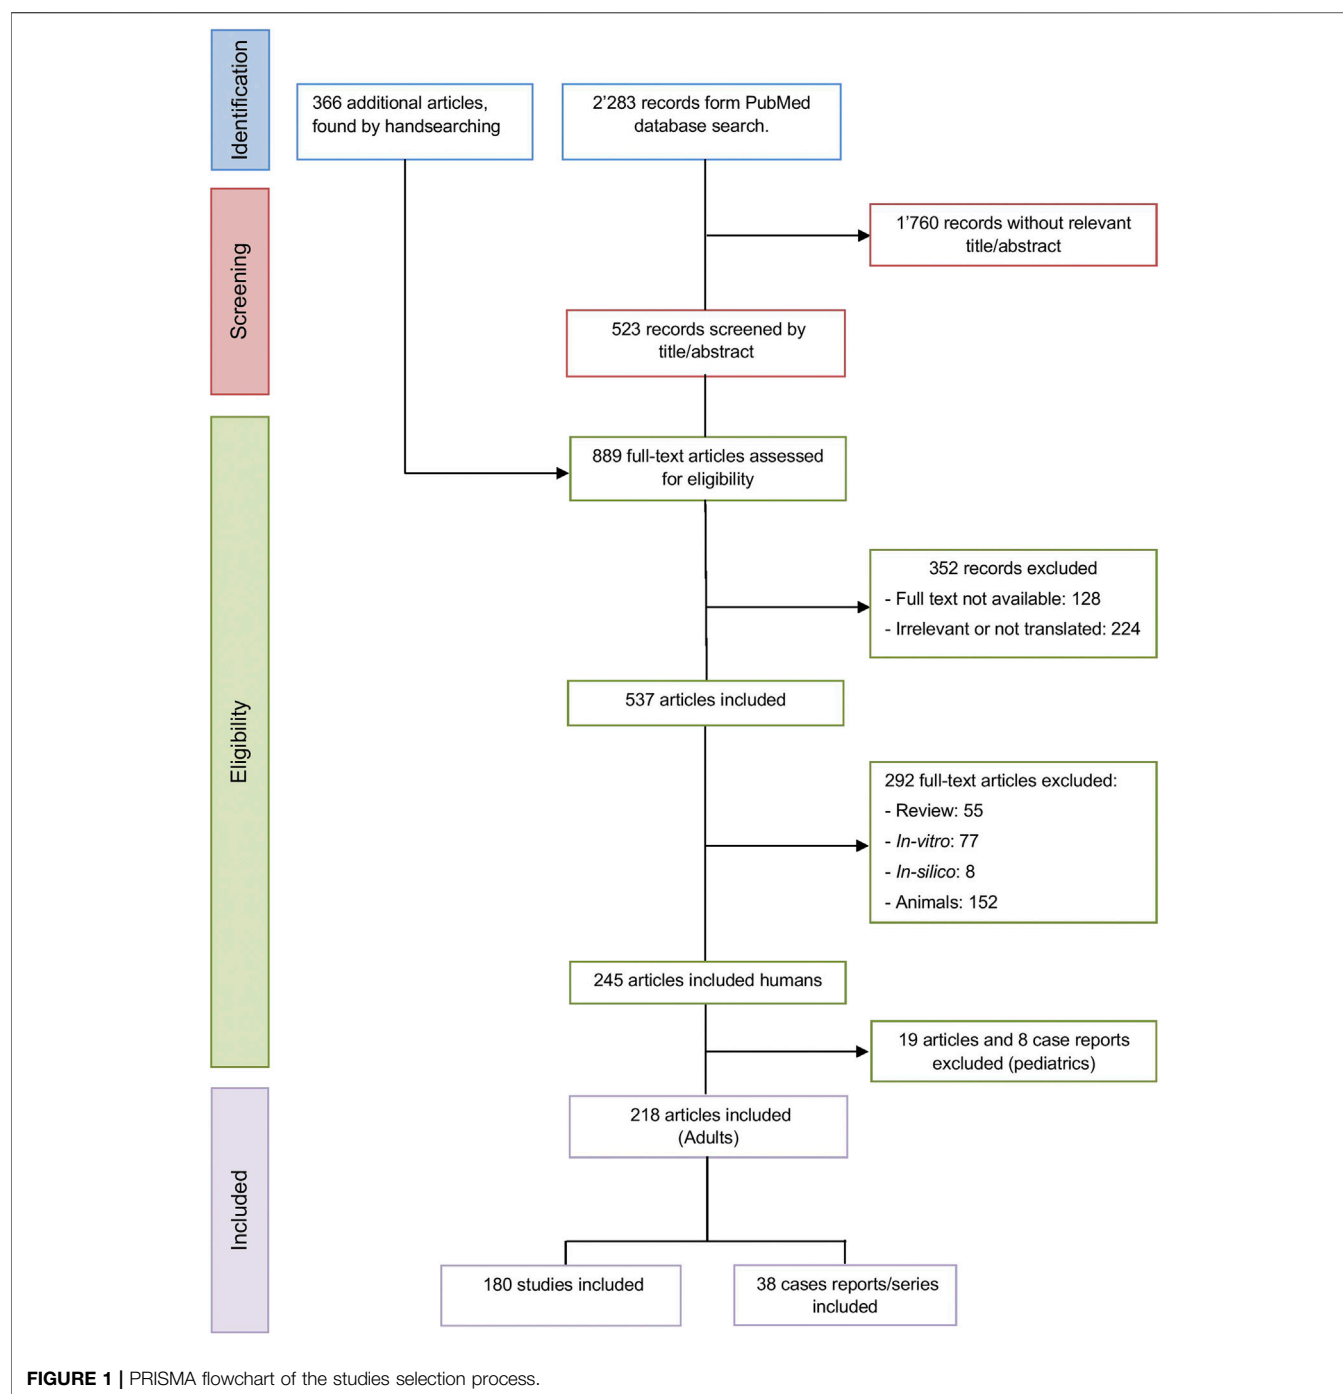 Identification
366 additional articles,
found by handsearching
2’283 records form PubMed
database search.
Screening
1’760 records without relevant
title/abstract
523 records screened by
title/abstract
Eligibility
889 full-text articles assessed
for eligibility
352 records excluded
- Full text not available: 128
- Irrelevant or not translated: 224
537 articles included
292 full-text articles excluded:
- Review: 55
- In-vitro: 77
- In-silico: 8
- Animals: 152
245 articles included humans
19 articles and 8 case reports
excluded (pediatrics)
Included
218 articles included
(Adults)
180 studies included
38 cases reports/series
included
FIGURE 1 | PRISMA flowchart of the studies selection process.